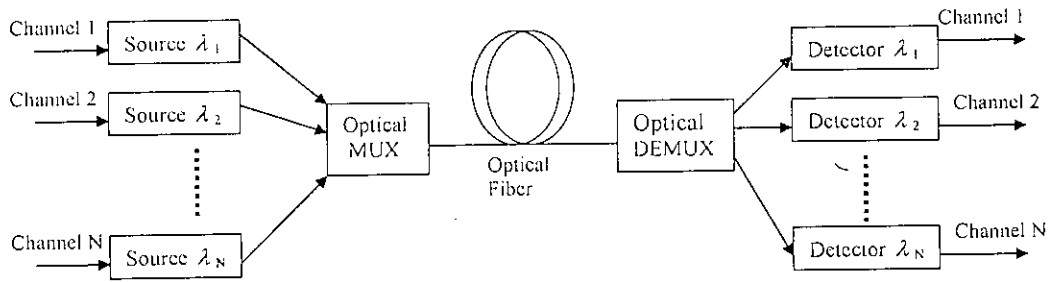 Channel 1
Source λ1
Channel 2
Source λ2
Channel N
Source λN
Optical
MUX
Optical
Fiber
Optical
DEMUX
Detector λ1
Channel 1
Detector λ2
Channel 2
Detector λN
Channel N